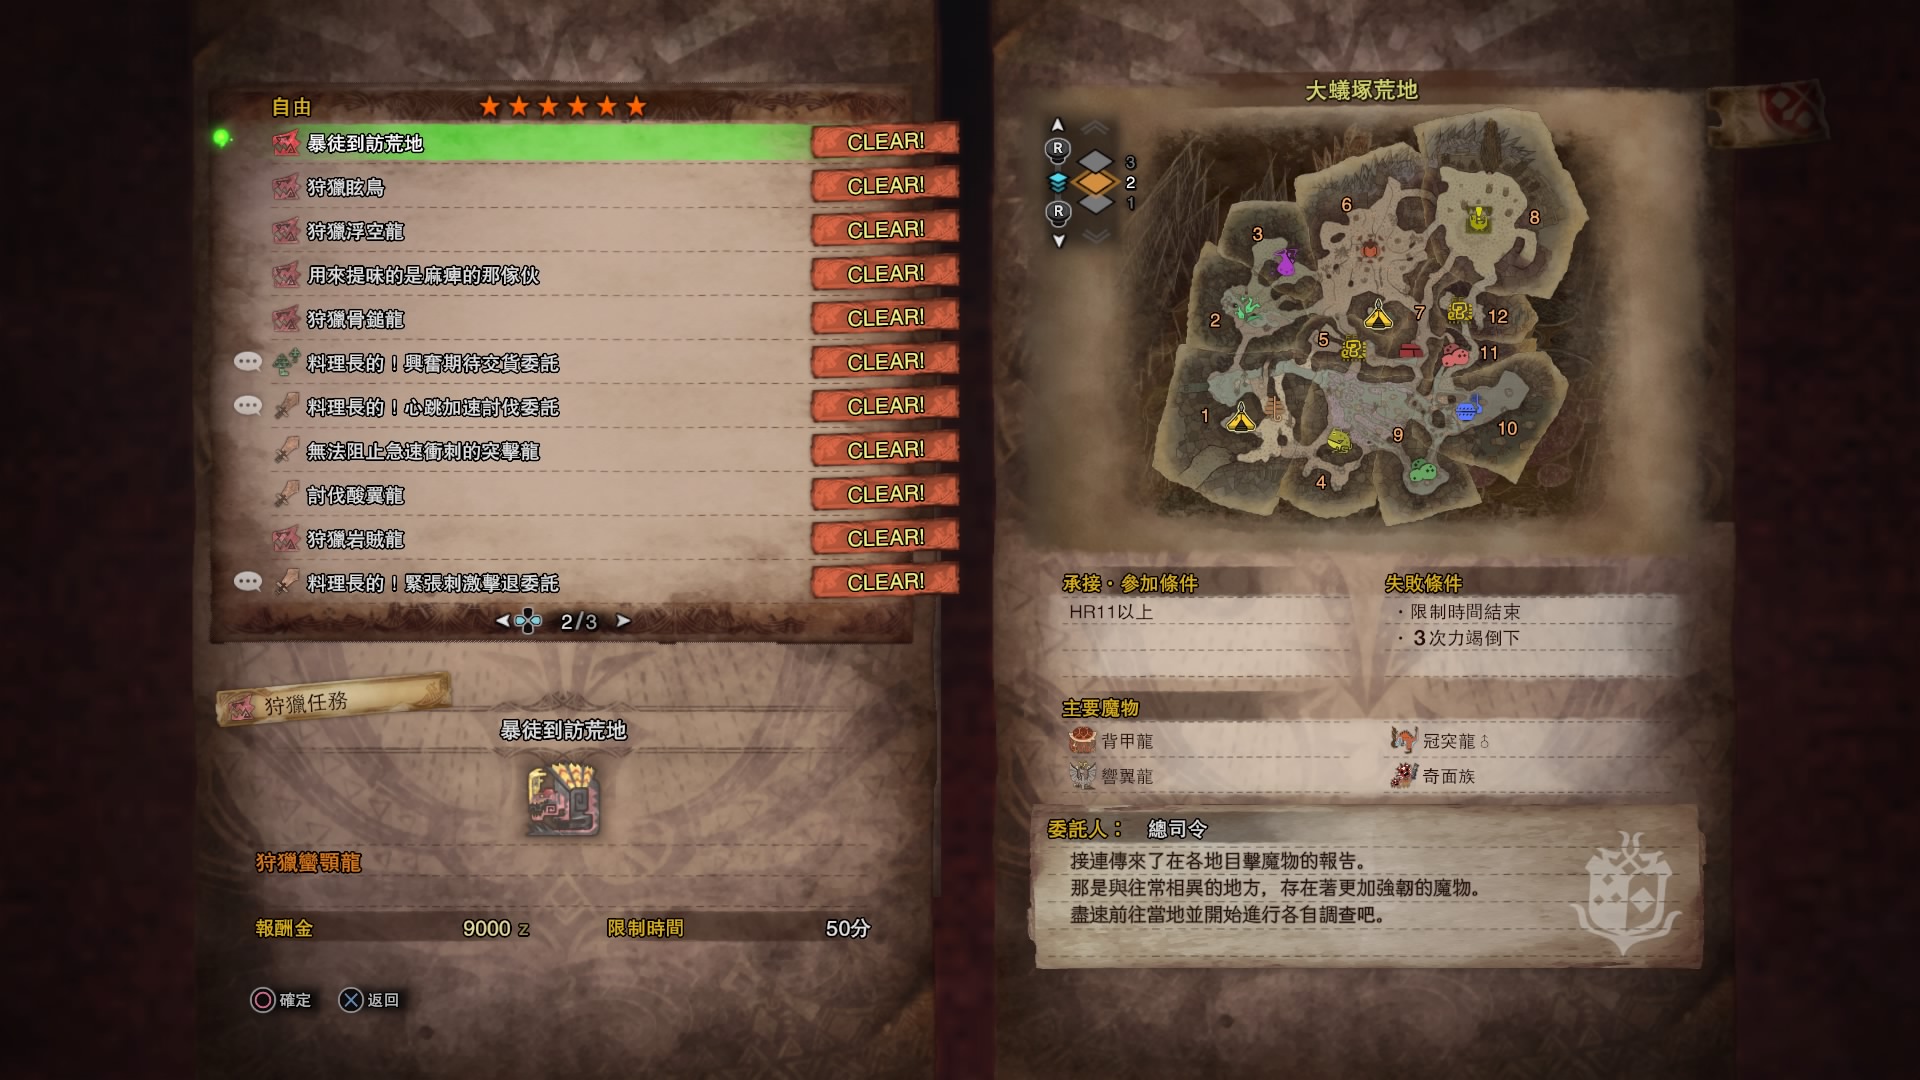 自由
暴徒到訪荒地 CLEAR!
狩獵眩鳥 CLEAR!
狩獵浮空龍 CLEAR!
用來提味的是麻痺的那傢伙 CLEAR!
狩獵骨鎚龍 CLEAR!
料理長的！興奮期待交貨委託 CLEAR!
料理長的！心跳加速討伐委託 CLEAR!
無法阻止急速衝刺的突擊龍 CLEAR!
討伐酸翼龍 CLEAR!
狩獵岩賊龍 CLEAR!
料理長的！緊張刺激擊退委託 CLEAR!
2/3
狩獵任務
暴徒到訪荒地
狩獵蠻顎龍
報酬金 9000 z 限制時間 50分
確定 返回
大蟻塚荒地
R 3
2
R 1
6
8
3
2
7
12
5
11
1
9
10
4
承接・參加條件
HR11以上
失敗條件
・限制時間結束
・3次力竭倒下
主要魔物
背甲龍 冠突龍♂
響翼龍 奇面族
委託人： 總司令
接連傳來了在各地目擊魔物的報告。
那是與往常相異的地方，存在著更加強韌的魔物。
盡速前往當地並開始進行各自調查吧。